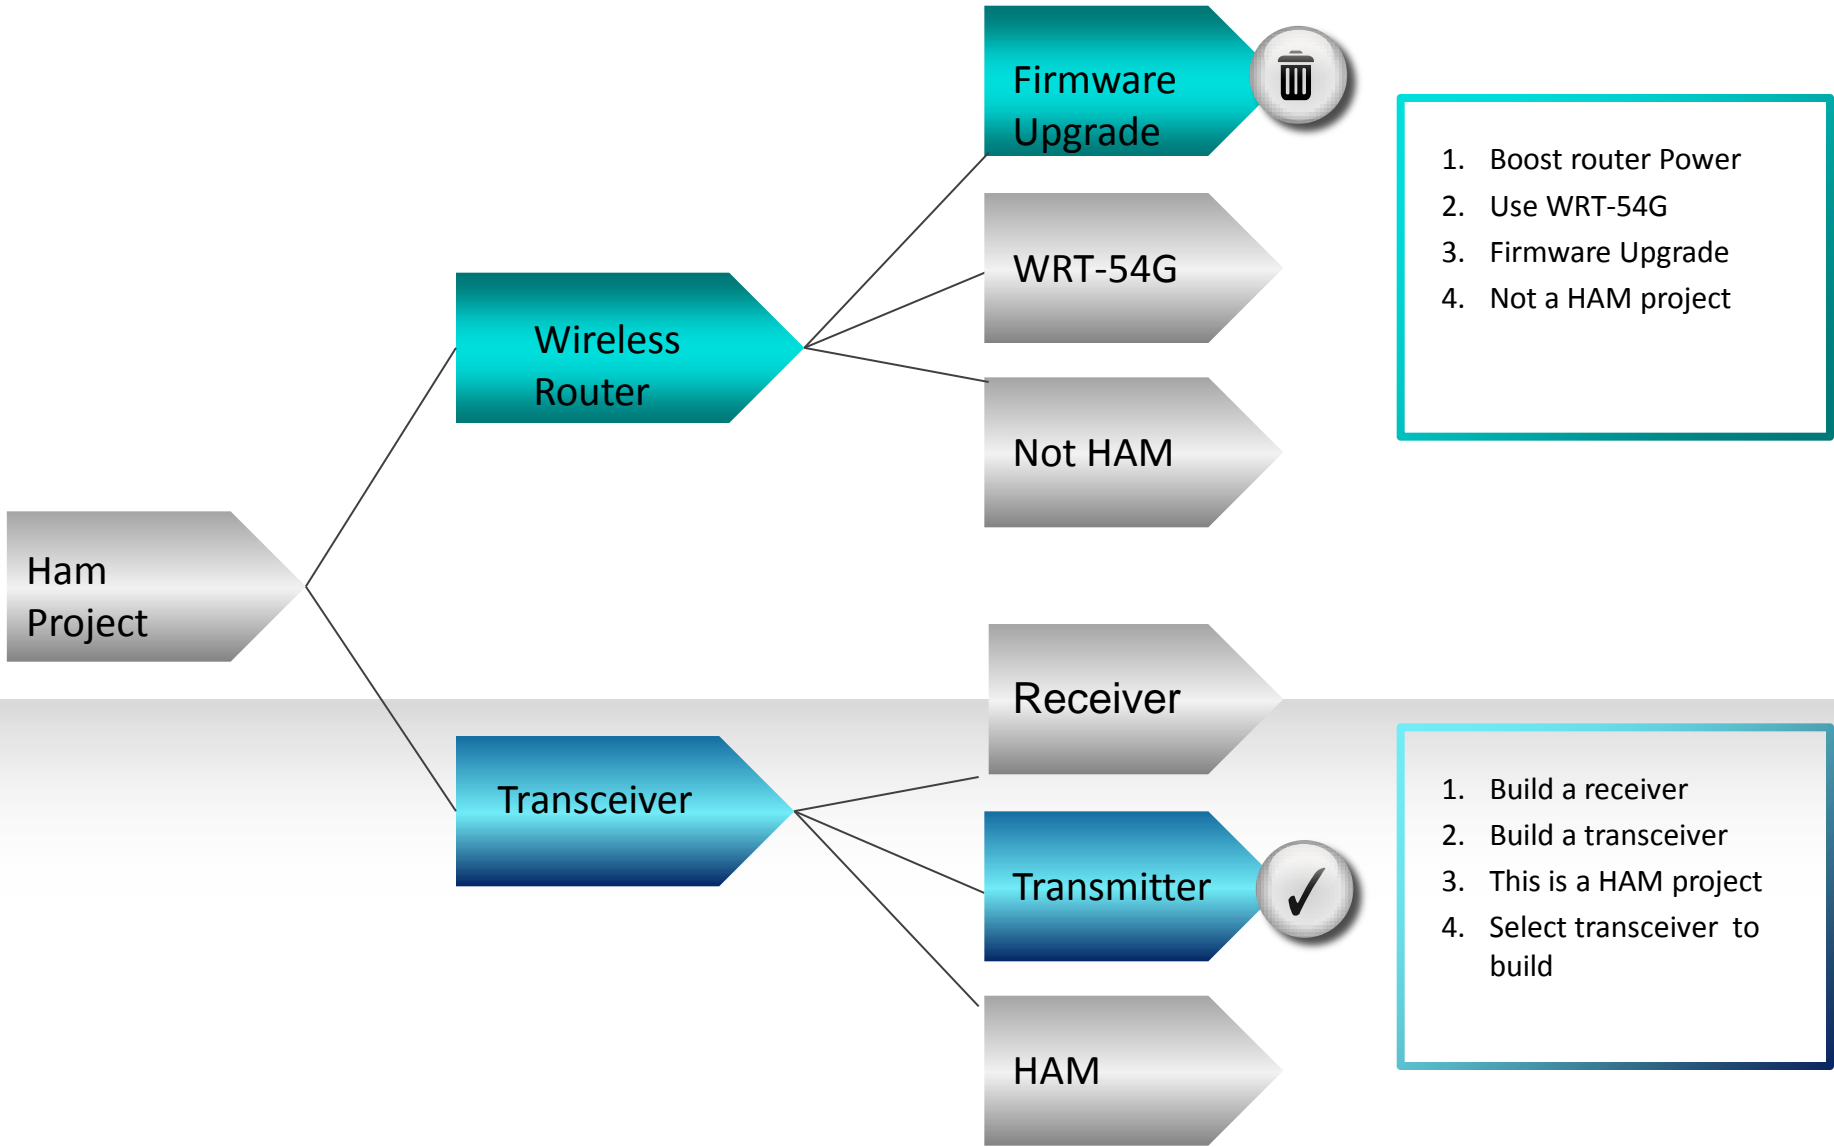 Firmware
Upgrade
1. Boost router Power
2. Use WRT-54G
3. Firmware Upgrade
4. Not a HAM project
WRT-54G
Wireless
Router
Not HAM
Ham
Project
Receiver
Transceiver
1. Build a receiver
2. Build a transceiver
3. This is a HAM project
4. Select transceiver to
build
Transmitter
HAM